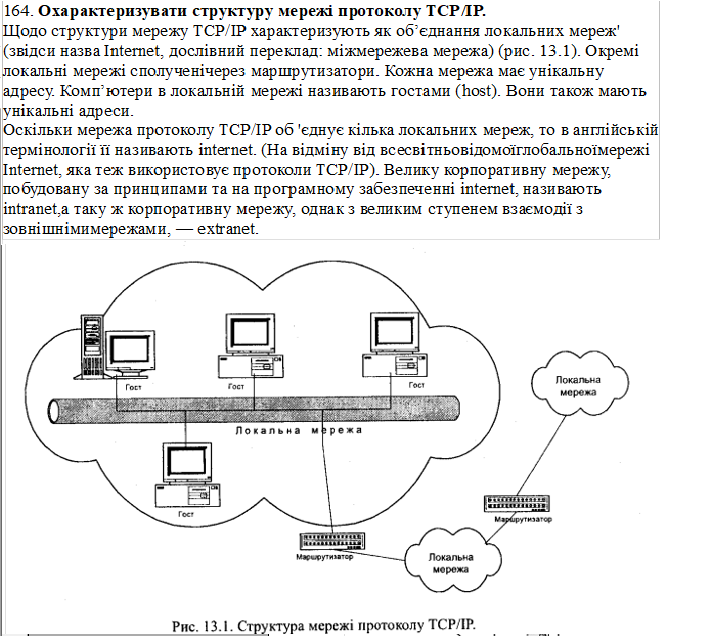 164. Охарактеризувати структуру мережі протоколу TCP/IP.
Щодо структури мережу TCP/IP характеризують як об’єднання локальних мереж'
(звідси назва Internet, дослівний переклад: міжмережева мережа) (рис. 13.1). Окремі
локальні мережі сполученічерез маршрутизатори. Кожна мережа має унікальну
адресу. Комп’ютери в локальній мережі називають гостами (host). Вони також мають
унікальні адреси.
Оскільки мережа протоколу TCP/IP об 'єднує кілька локальних мереж, то в англійській
термінології її називають internet. (На відміну від всесвітньовідомоїглобальноїмережі
Internet, яка теж використовує протоколи TCP/IP). Велику корпоративну мережу,
побудовану за принципами та на програмному забезпеченні internet, називають
intranet,а таку ж корпоративну мережу, однак з великим ступенем взаємодії з
зовнішнімимережами, — extranet.
Гост
Гост
Гост
Локальна мережа
Гост
Маршрутизатор
Локальна
мережа
Маршрутизатор
Локальна
мережа
Рис. 13.1. Структура мережі протоколу TCP/IP.